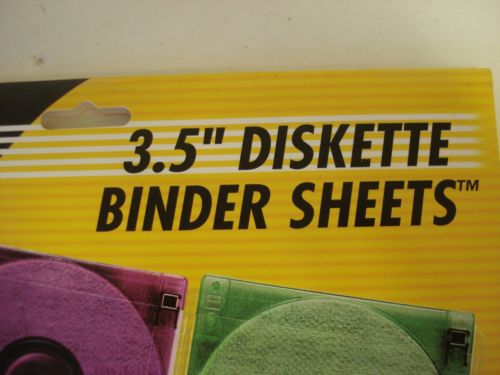 3.5" DISKETTE
BINDER SHEETS™